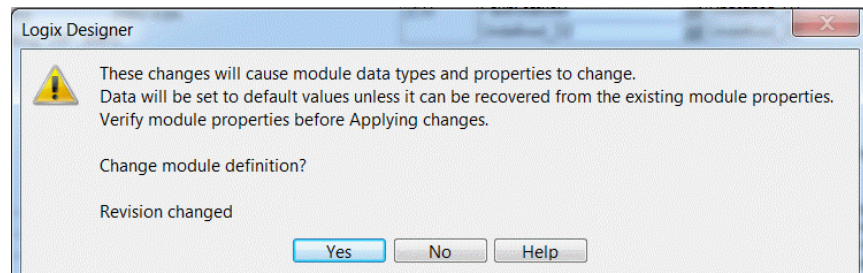 Logix Designer
These changes will cause module data types and properties to change.
Data will be set to default values unless it can be recovered from the existing module properties.
Verify module properties before Applying changes.
Change module definition?
Revision changed
Yes No Help